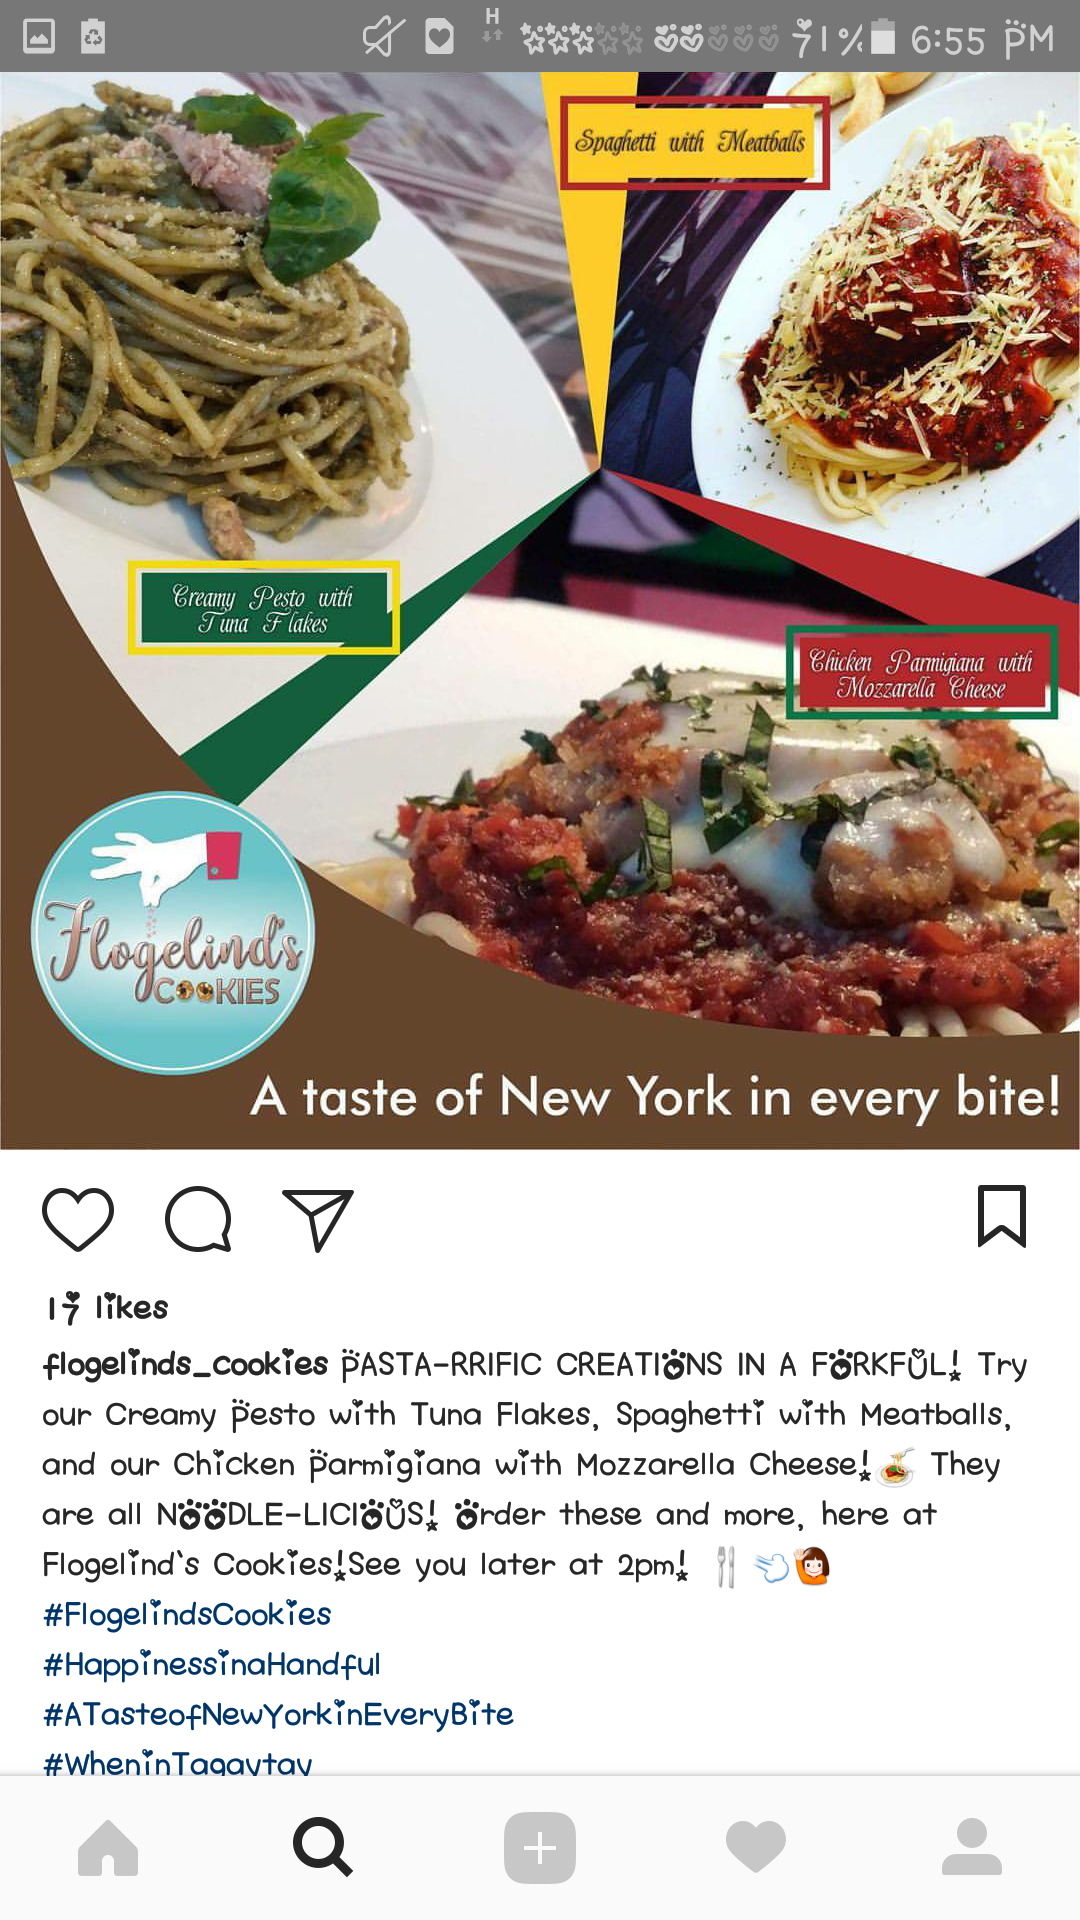 H
71% 6:55 PM
Spaghetti with Meatballs
Creamy Pesto with
Tuna Flakes
Chicken Parmigiana with
Mozzarella Cheese
Flogelind's
COOKIES
A taste of New York in every bite!
17 likes
flogelinds_cookies PASTA-RRIFIC CREATIONS IN A FORKFUL! Try
our Creamy Pesto with Tuna Flakes, Spaghetti with Meatballs,
and our Chicken Parmigiana with Mozzarella Cheese!🍝 They
are all NOODLE-LICIOUS! Order these and more, here at
Flogelind`s Cookies!See you later at 2pm! 🍴 💨🙋
#FlogelindsCookies
#HappinessinaHandful
#ATasteofNewYorkinEveryBite
#WheninTagaytay